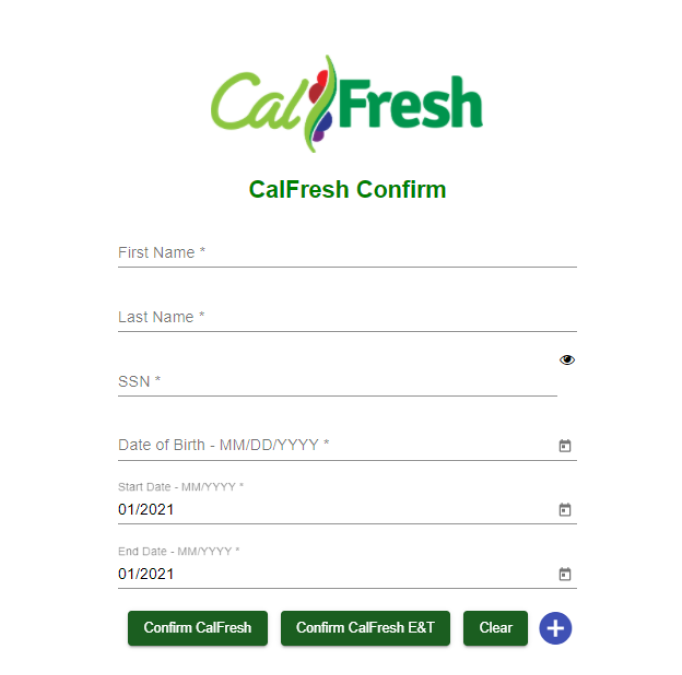 CalFresh
CalFresh Confirm
First Name *
Last Name *
SSN *
Date of Birth - MM/DD/YYYY *
Start Date - MM/YYYY *
01/2021
End Date - MM/YYYY *
01/2021
Confirm CalFresh Confirm CalFresh E&T Clear +